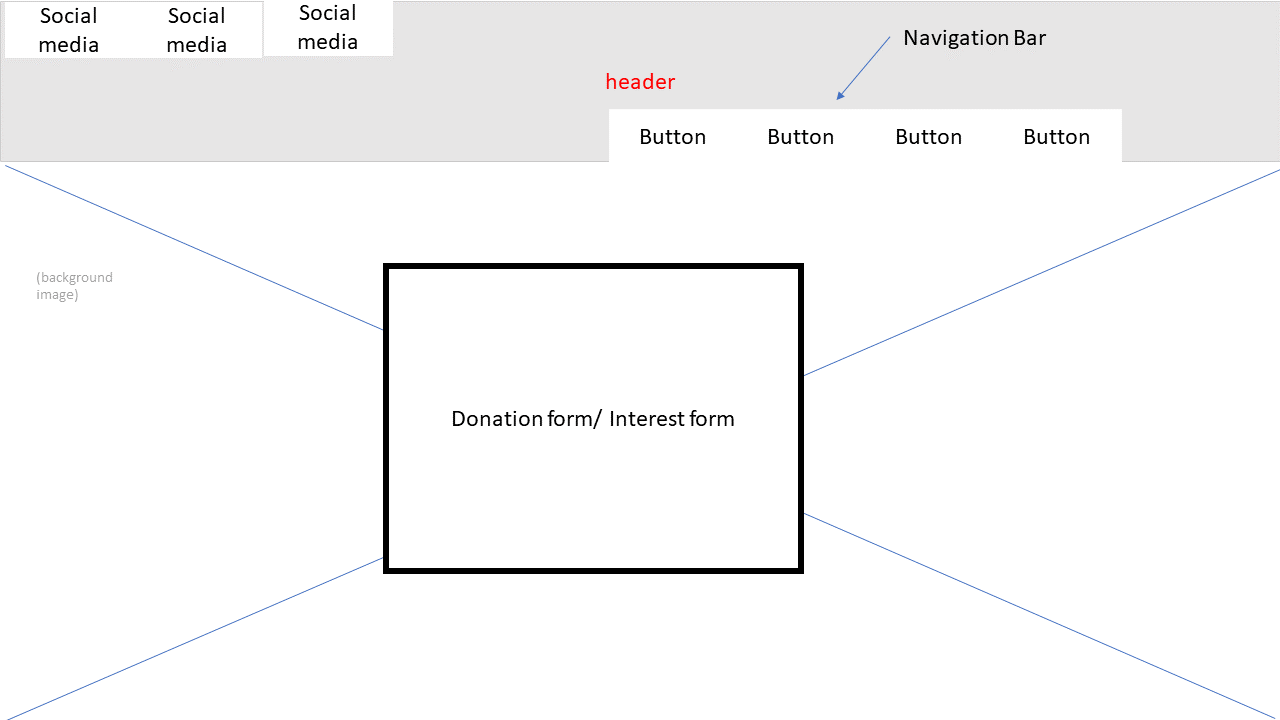 Social
media
Social
media
Social
media
Navigation Bar
header
Button
Button
Button
Button
(background
image)
Donation form/ Interest form